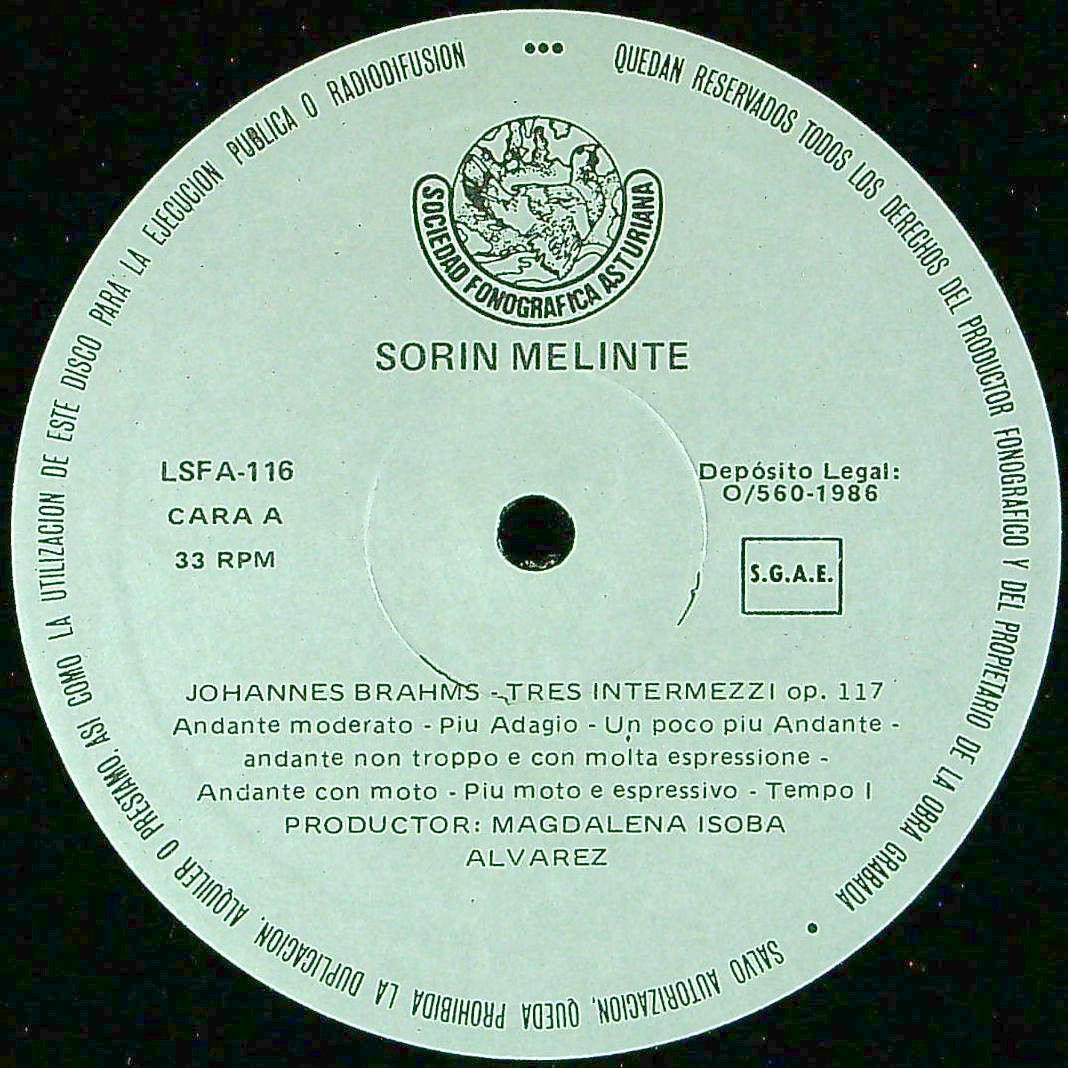 ••• QUEDAN RESERVADOS TODOS LOS DERECHOS DEL PRODUCTOR FONOGRAFICO Y DEL PROPIETARIO DE LA OBRA GRABADA • SALVO AUTORIZACION, QUEDA PROHIBIDA LA DUPLICACION, ALQUILER O PRESTAMO, ASI COMO LA UTILIZACION DE ESTE DISCO PARA LA EJECUCION PUBLICA O RADIODIFUSION
SOCIEDAD FONOGRAFICA ASTURIANA
SORIN MELINTE
LSFA-116
CARA A
33 RPM
Depósito Legal:
O/560-1986
S.G.A.E.
JOHANNES BRAHMS - TRES INTERMEZZI op. 117
Andante moderato - Piu Adagio - Un poco piu Andante -
andante non troppo e con molta espressione -
Andante con moto - Piu moto e espressivo - Tempo I
PRODUCTOR: MAGDALENA ISOBA
ALVAREZ